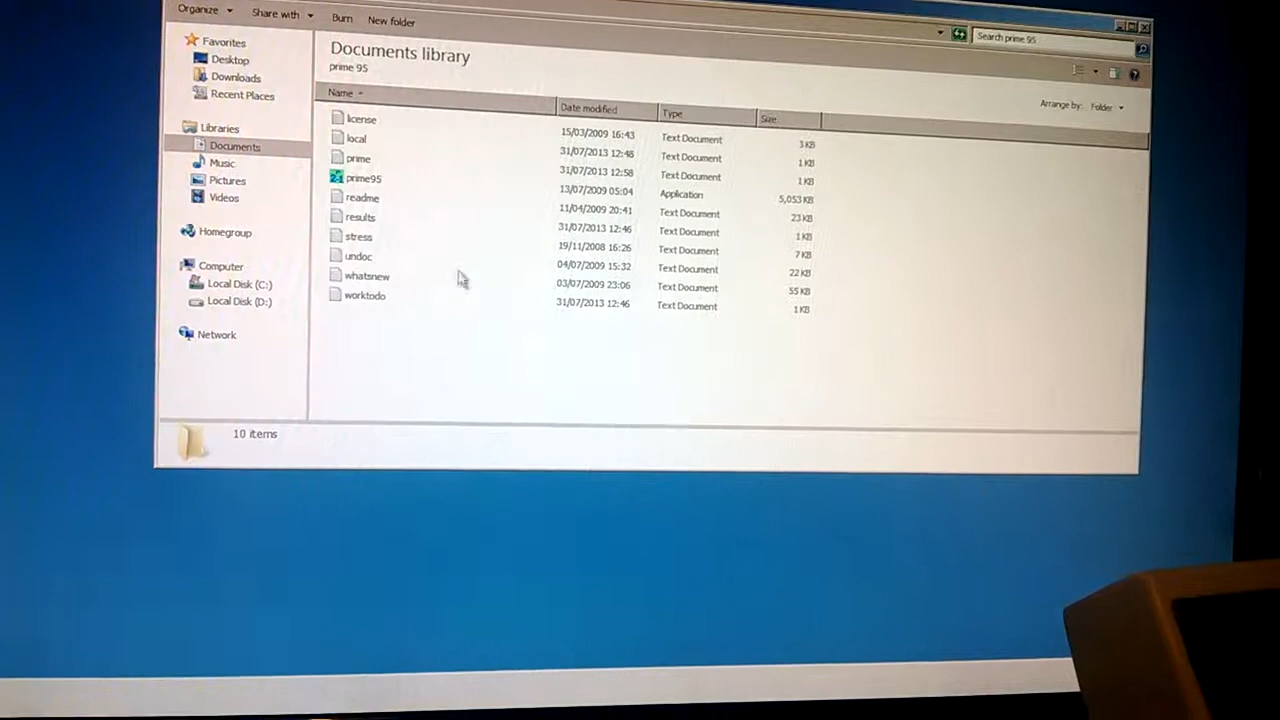 Organize Share with Burn New folder
Search prime 95
Favorites
Desktop
Downloads
Recent Places
Libraries
Documents
Music
Pictures
Videos
Homegroup
Computer
Local Disk (C:)
Local Disk (D:)
Network
Documents library
prime 95
Arrange by: Folder
Name Date modified Type Size
license 15/03/2009 16:43 Text Document 3 KB
local 31/07/2013 12:48 Text Document 1 KB
prime 31/07/2013 12:58 Text Document 1 KB
prime95 13/07/2009 05:04 Application 5,053 KB
readme 11/04/2009 20:41 Text Document 23 KB
results 31/07/2013 12:46 Text Document 1 KB
stress 19/11/2008 16:26 Text Document 7 KB
undoc 04/07/2009 15:32 Text Document 22 KB
whatsnew 03/07/2009 23:06 Text Document 55 KB
worktodo 31/07/2013 12:46 Text Document 1 KB
10 items